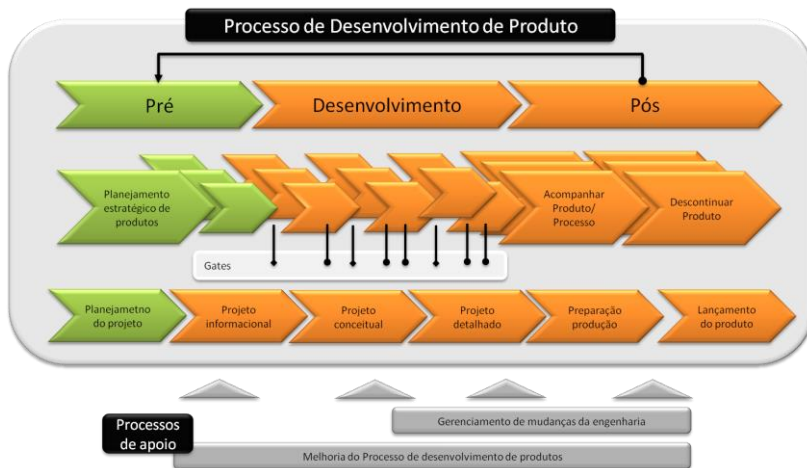 Processo de Desenvolvimento de Produto
Pré
Desenvolvimento
Pós
Planejamento
estratégico de
produtos
Acompanhar
Produto/
Processo
Descontinuar
Produto
Gates
Planejametno
do projeto
Projeto
informacional
Projeto
conceitual
Projeto
detalhado
Preparação
produção
Lançamento
do produto
Processos
de apoio
Gerenciamento de mudanças da engenharia
Melhoria do Processo de desenvolvimento de produtos